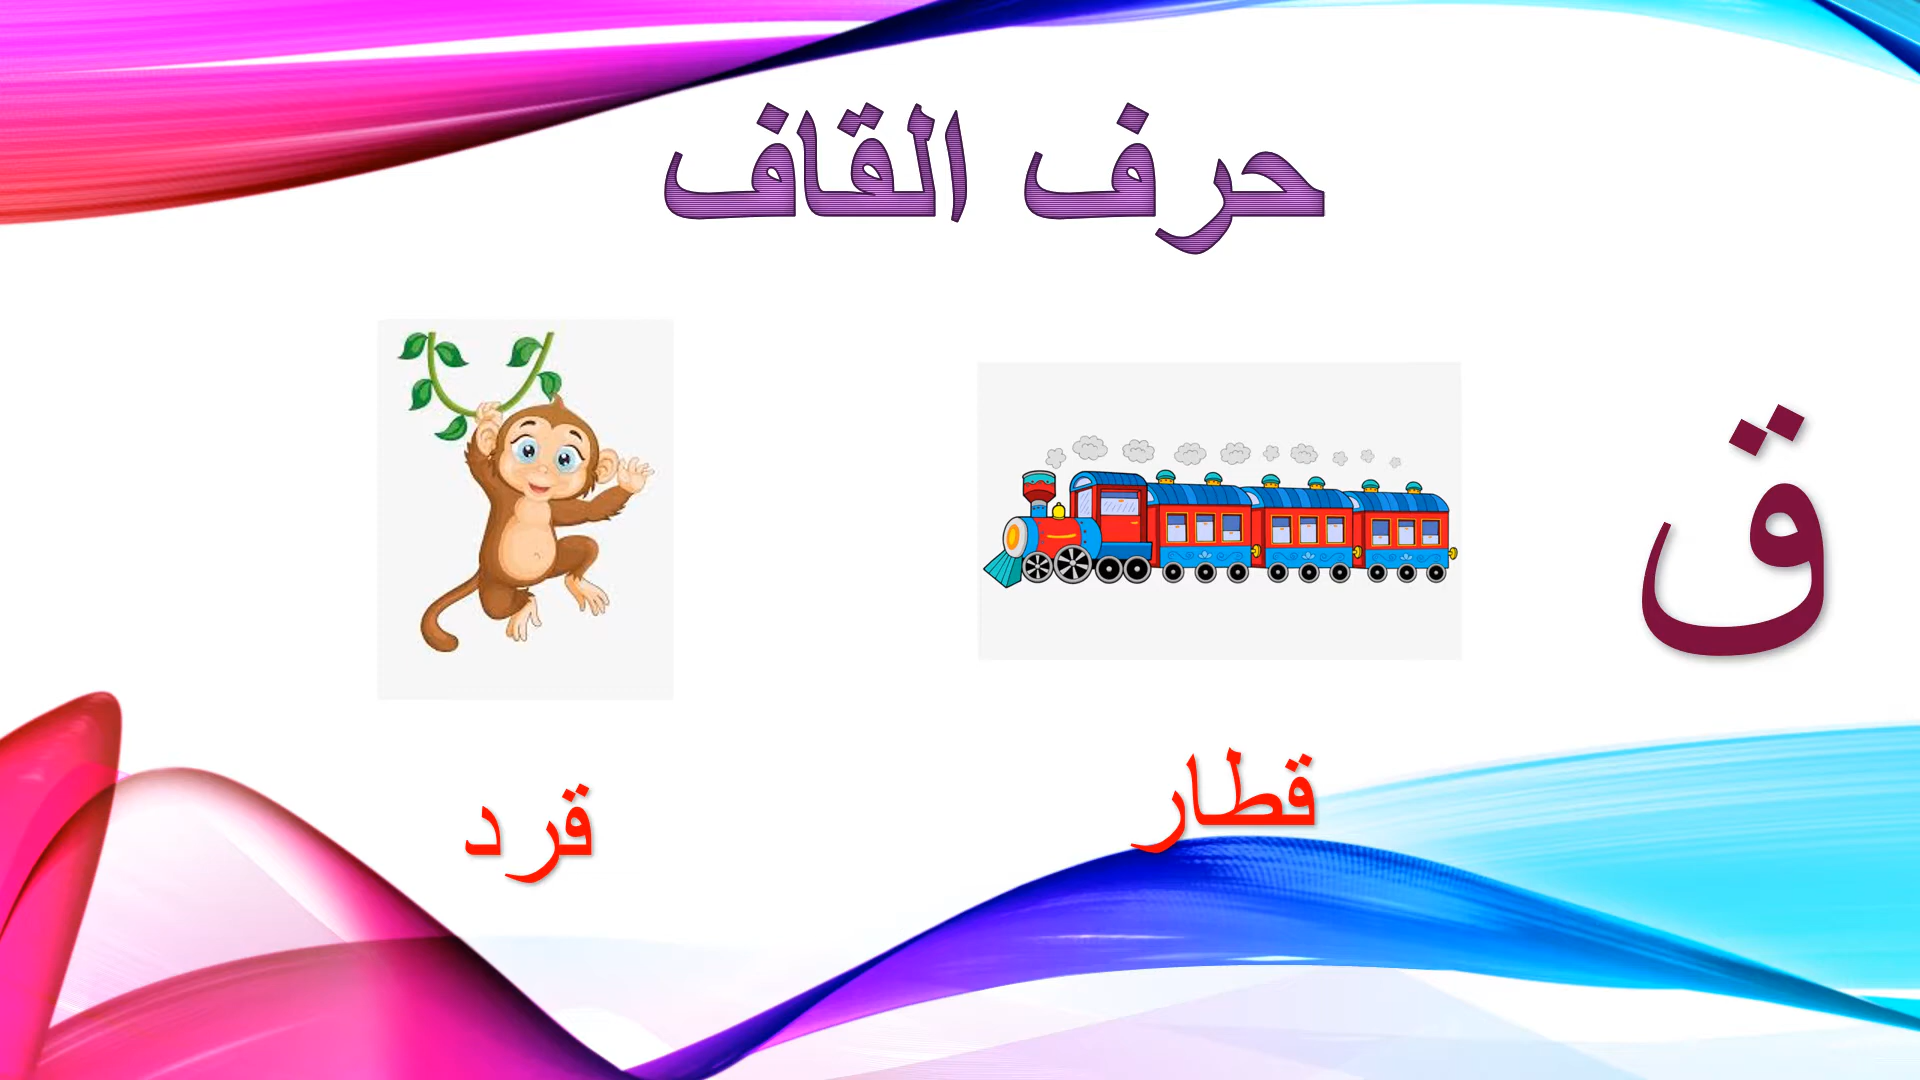 حرف القاف
ق
قطار
قرد